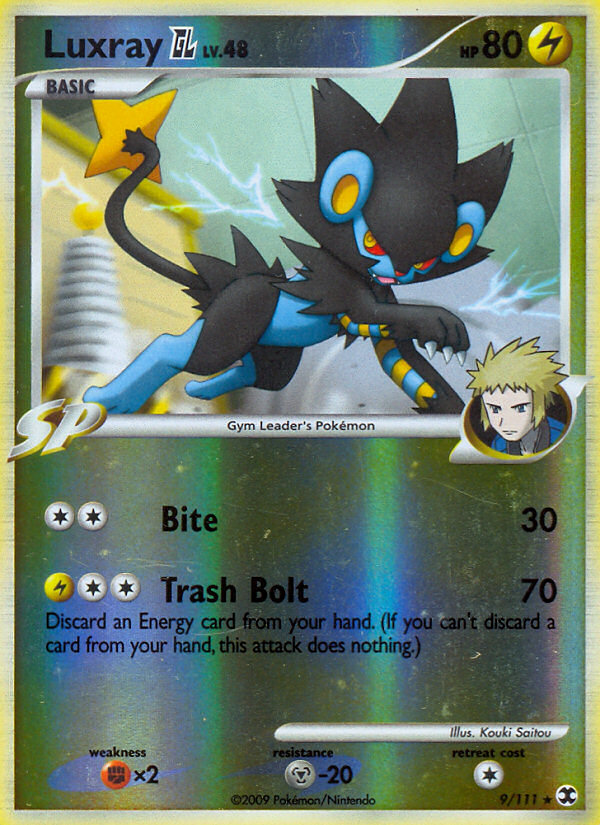 Luxray GL LV.48 HP 80
BASIC
SP
Gym Leader's Pokémon
Bite 30
Trash Bolt 70
Discard an Energy card from your hand. (If you can't discard a
card from your hand, this attack does nothing.)
Illus. Kouki Saitou
weakness resistance retreat cost
×2 -20
©2009 Pokémon/Nintendo 9/111 ★